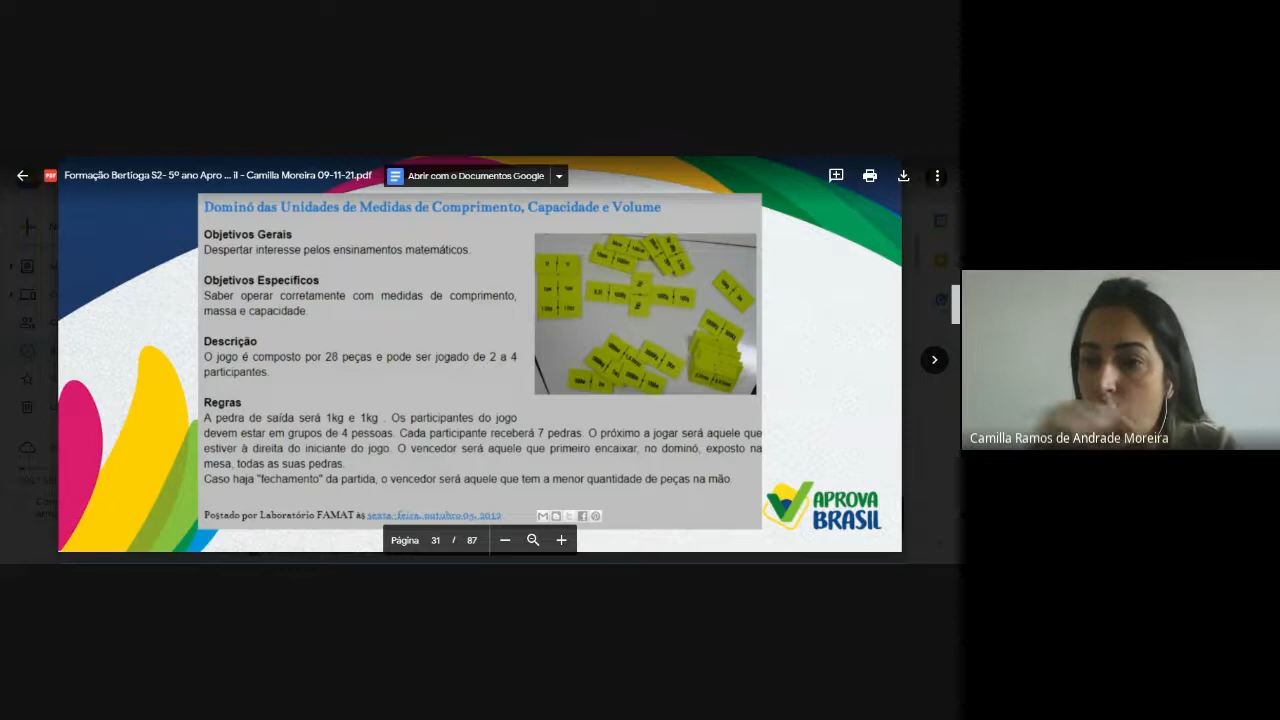 Formação Bertioga S2- 5º ano Apro ... il - Camilla Moreira 09-11-21.pdf
Abrir com o Documentos Google
Dominó das Unidades de Medidas de Comprimento, Capacidade e Volume
Objetivos Gerais
Despertar interesse pelos ensinamentos matemáticos.
Objetivos Específicos
Saber operar corretamente com medidas de comprimento,
massa e capacidade.
Descrição
O jogo é composto por 28 peças e pode ser jogado de 2 a 4
participantes.
Regras
A pedra de saída será 1kg e 1kg . Os participantes do jogo
devem estar em grupos de 4 pessoas. Cada participante receberá 7 pedras. O próximo a jogar será aquele que
estiver à direita do iniciante do jogo. O vencedor será aquele que primeiro encaixar, no dominó, exposto na
mesa, todas as suas pedras.
Caso haja "fechamento" da partida, o vencedor será aquele que tem a menor quantidade de peças na mão.
Postado por Laboratório FAMAT às sexta-feira, outubro 05, 2012
APROVA
BRASIL
Página 31 / 87
Camilla Ramos de Andrade Moreira